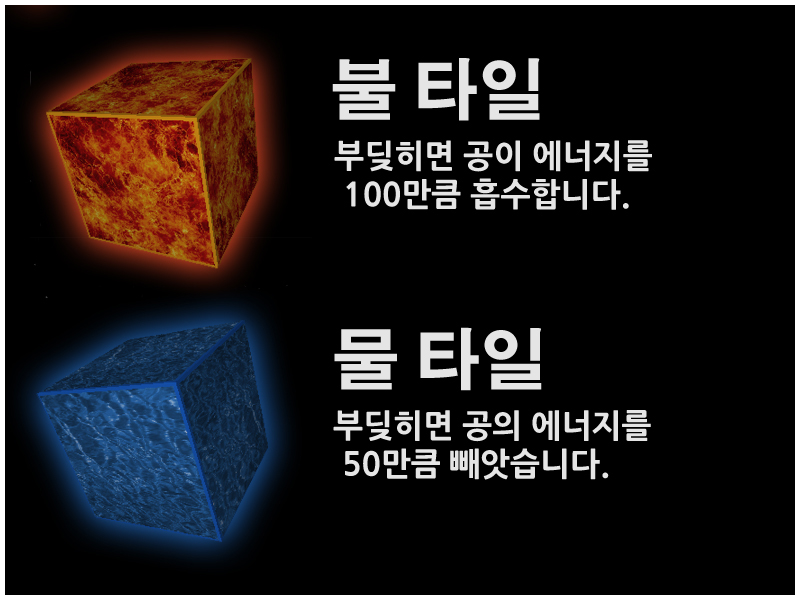 불 타일
부딪히면 공이 에너지를
100만큼 흡수합니다.
물 타일
부딪히면 공의 에너지를
50만큼 빼앗습니다.